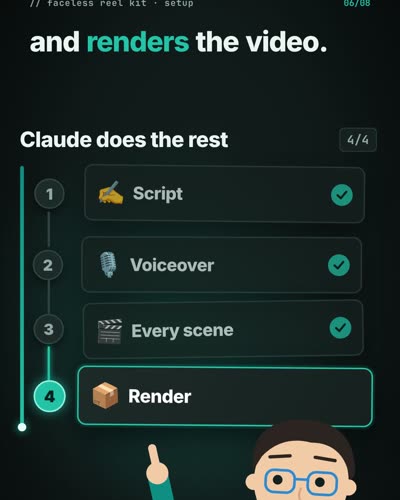 // faceless reel kit · setup
06/08
and renders the video.
Claude does the rest
4/4
1
Script
2
Voiceover
3
Every scene
4
Render